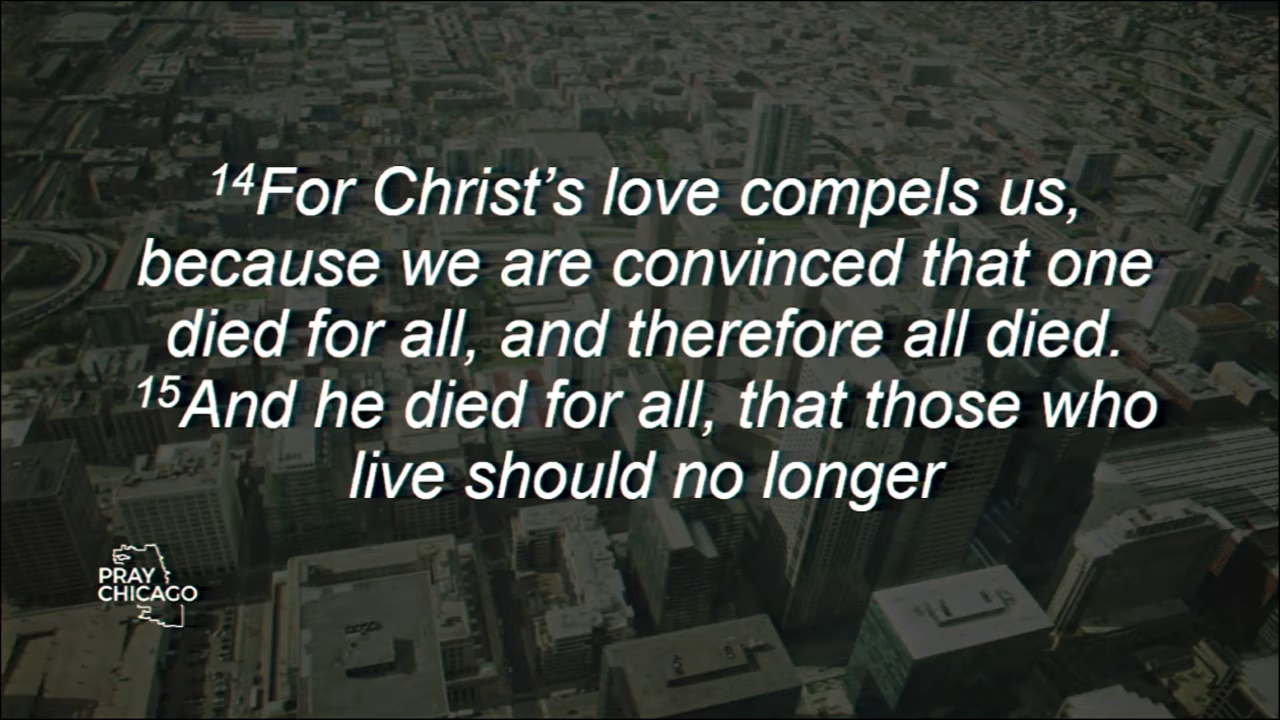 14For Christ’s love compels us,
because we are convinced that one
died for all, and therefore all died.
15And he died for all, that those who
live should no longer
PRAY
CHICAGO